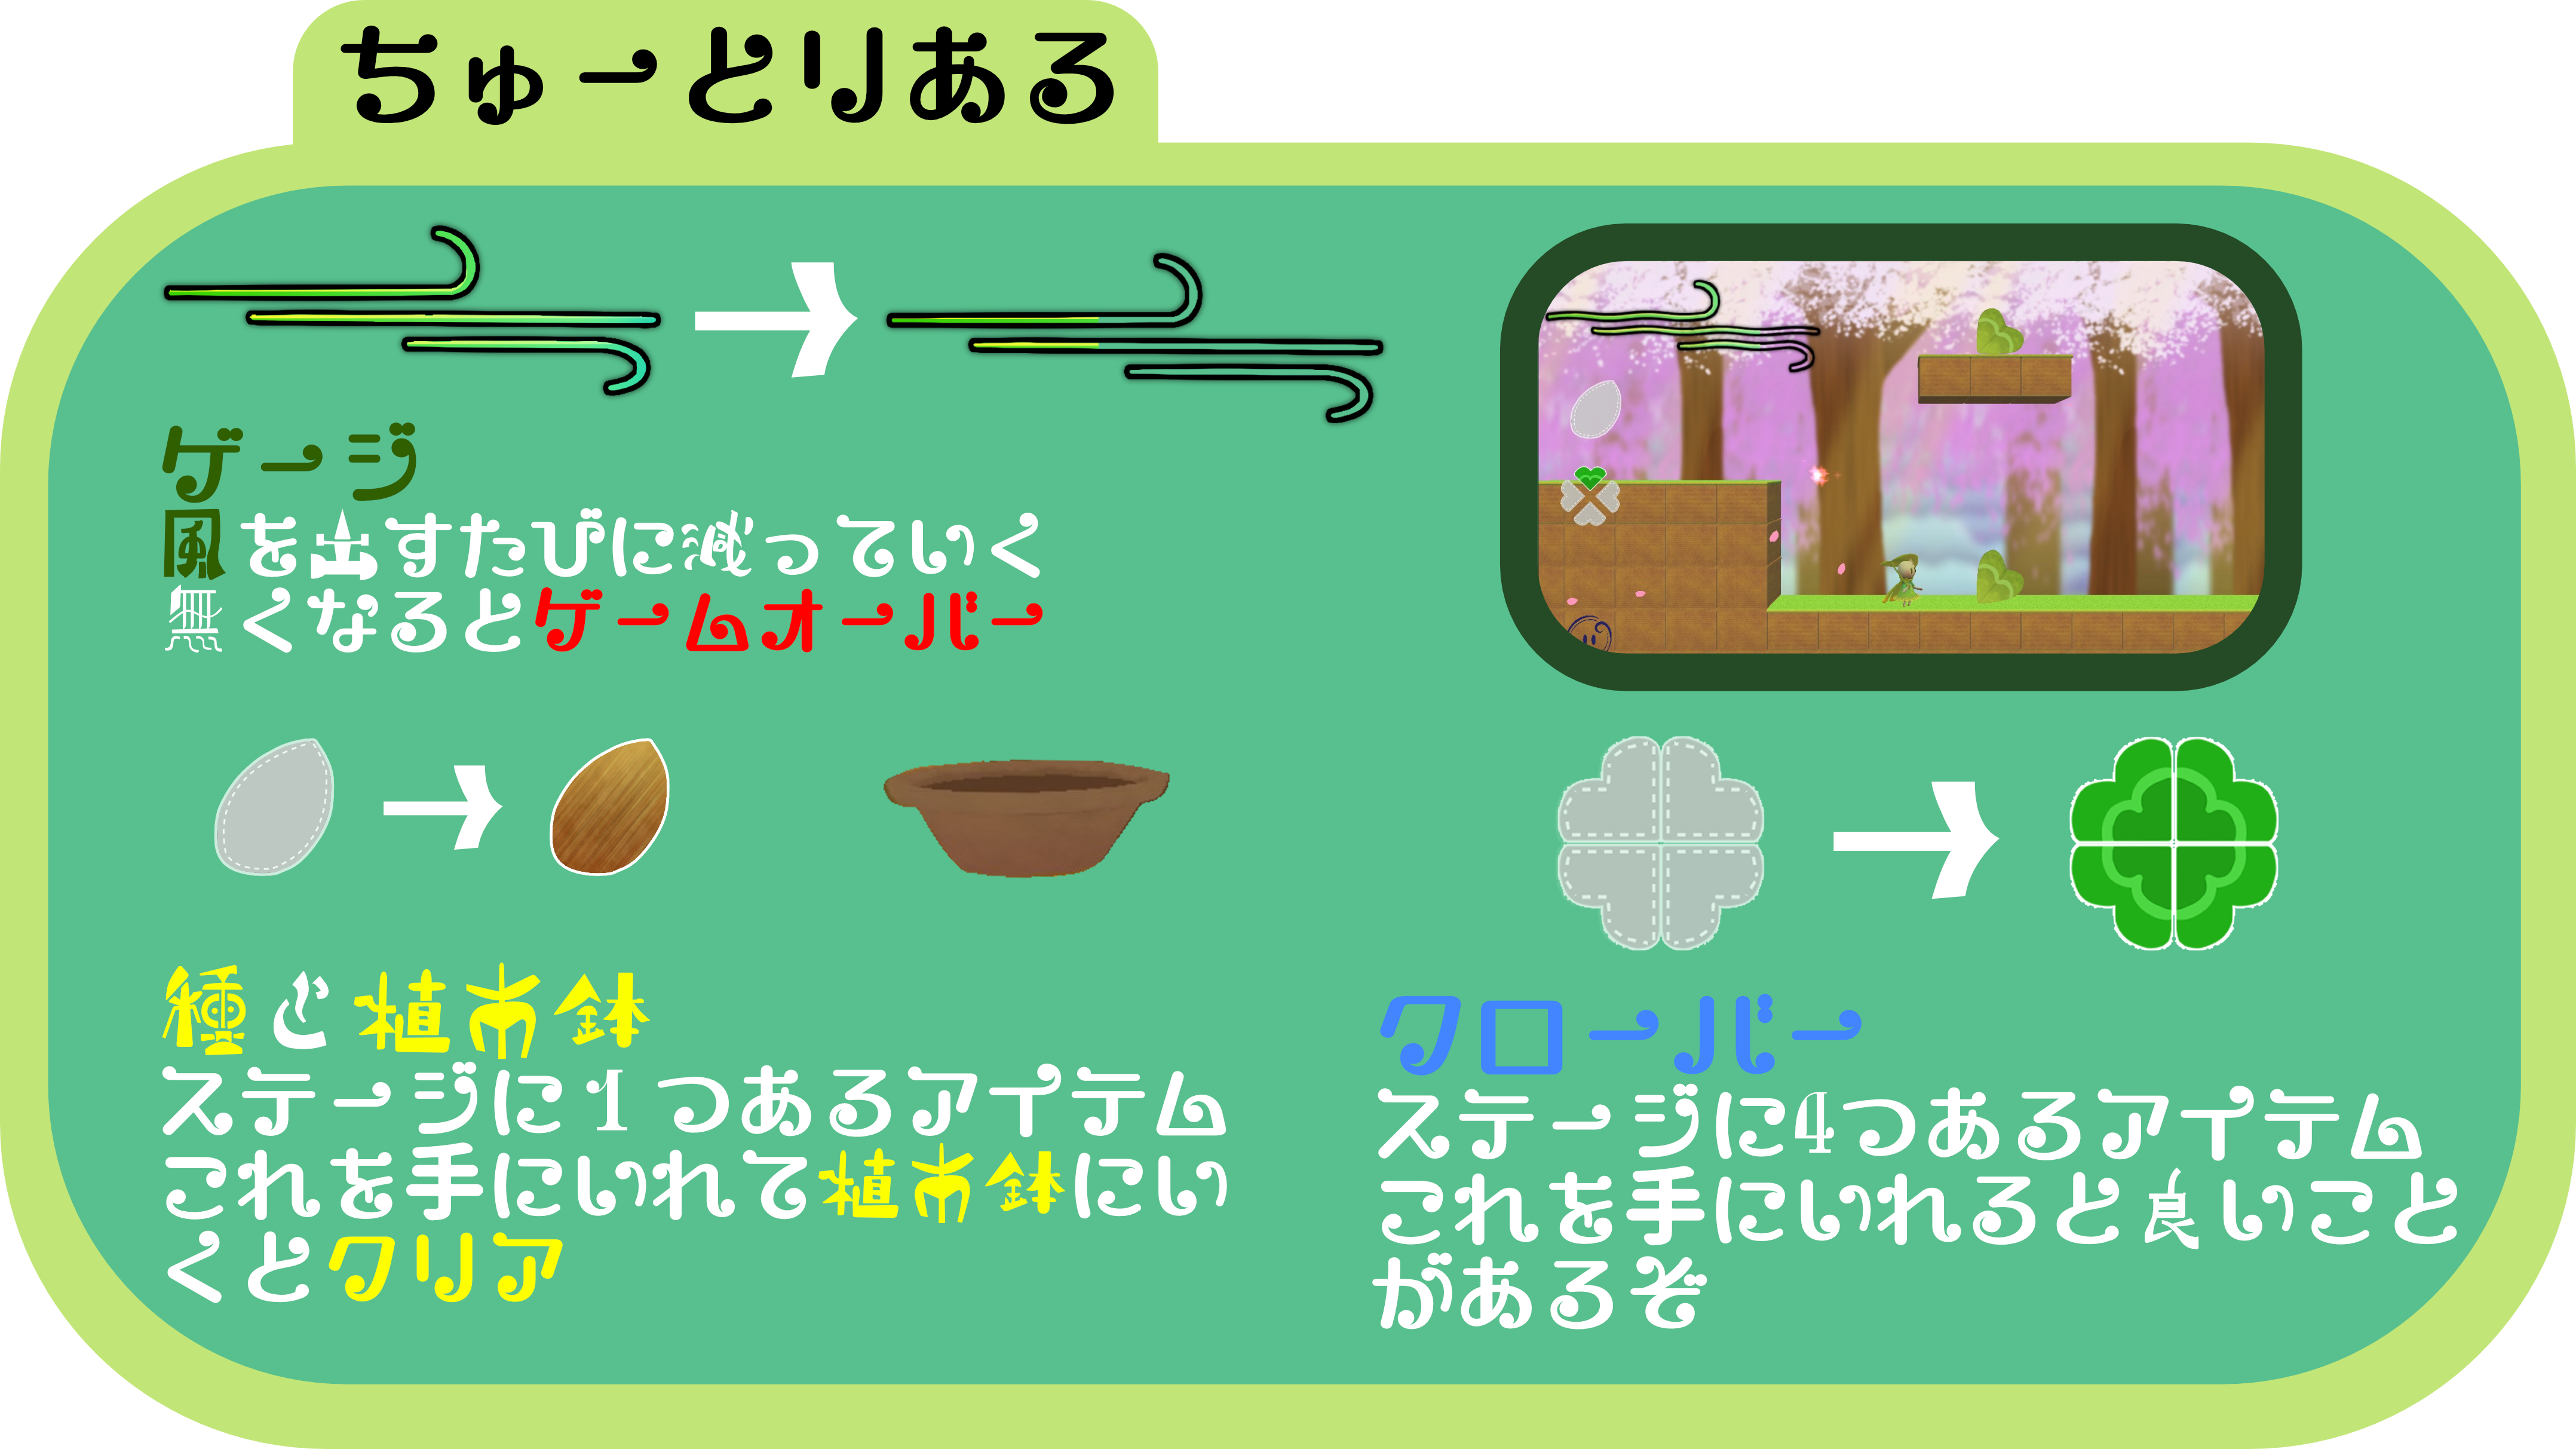 ちゅーとりある
ゲージ
風を出すたびに減っていく
無くなるとゲームオーバー
種と植木鉢
ステージに1つあるアイテム
これを手にいれて植木鉢にい
くとクリア
クローバー
ステージに4つあるアイテム
これを手にいれると良いこと
があるぞ